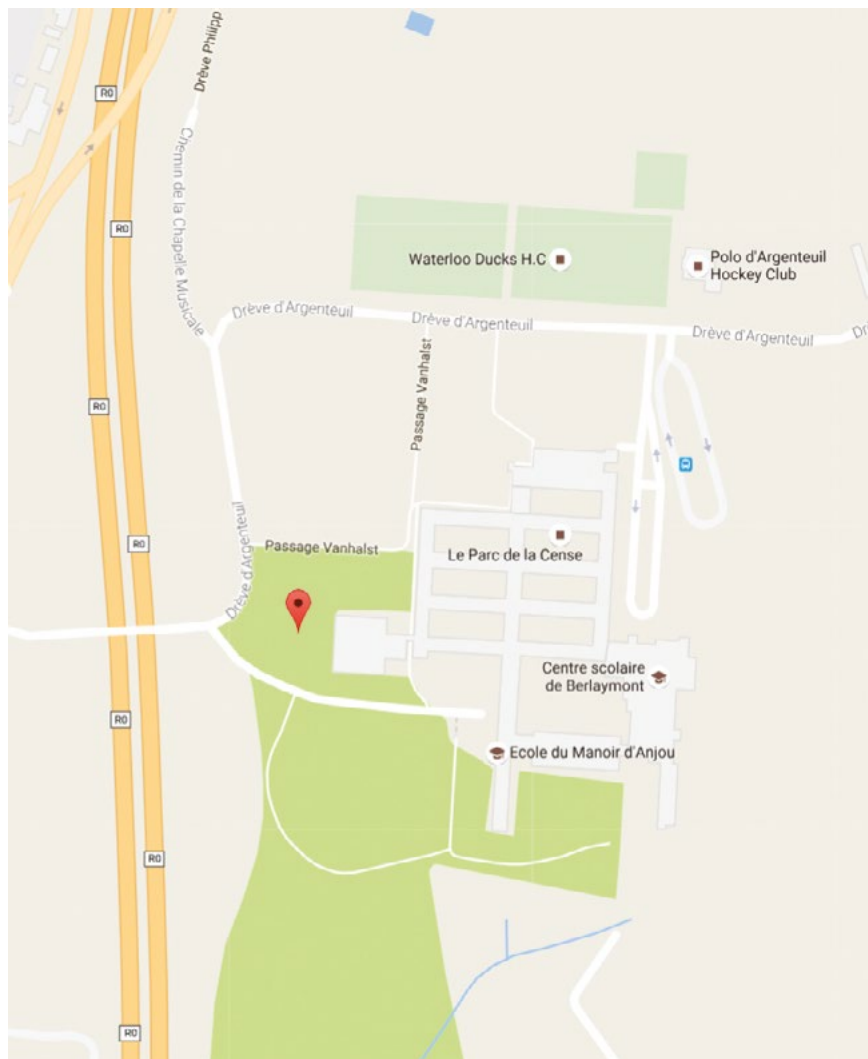 Drève Philipp
R0
Chemin de la Chapelle Musicale
R0
Waterloo Ducks H.C
Polo d'Argenteuil
Hockey Club
Drève d'Argenteuil
Drève d'Argenteuil
Drève d'Argenteuil
Dr
Passage Vanhalst
R0
R0
Le Parc de la Cense
Passage Vanhalst
R0
Drève d'Argenteuil
Centre scolaire
de Berlaymont
R0
Ecole du Manoir d'Anjou
R0
R0